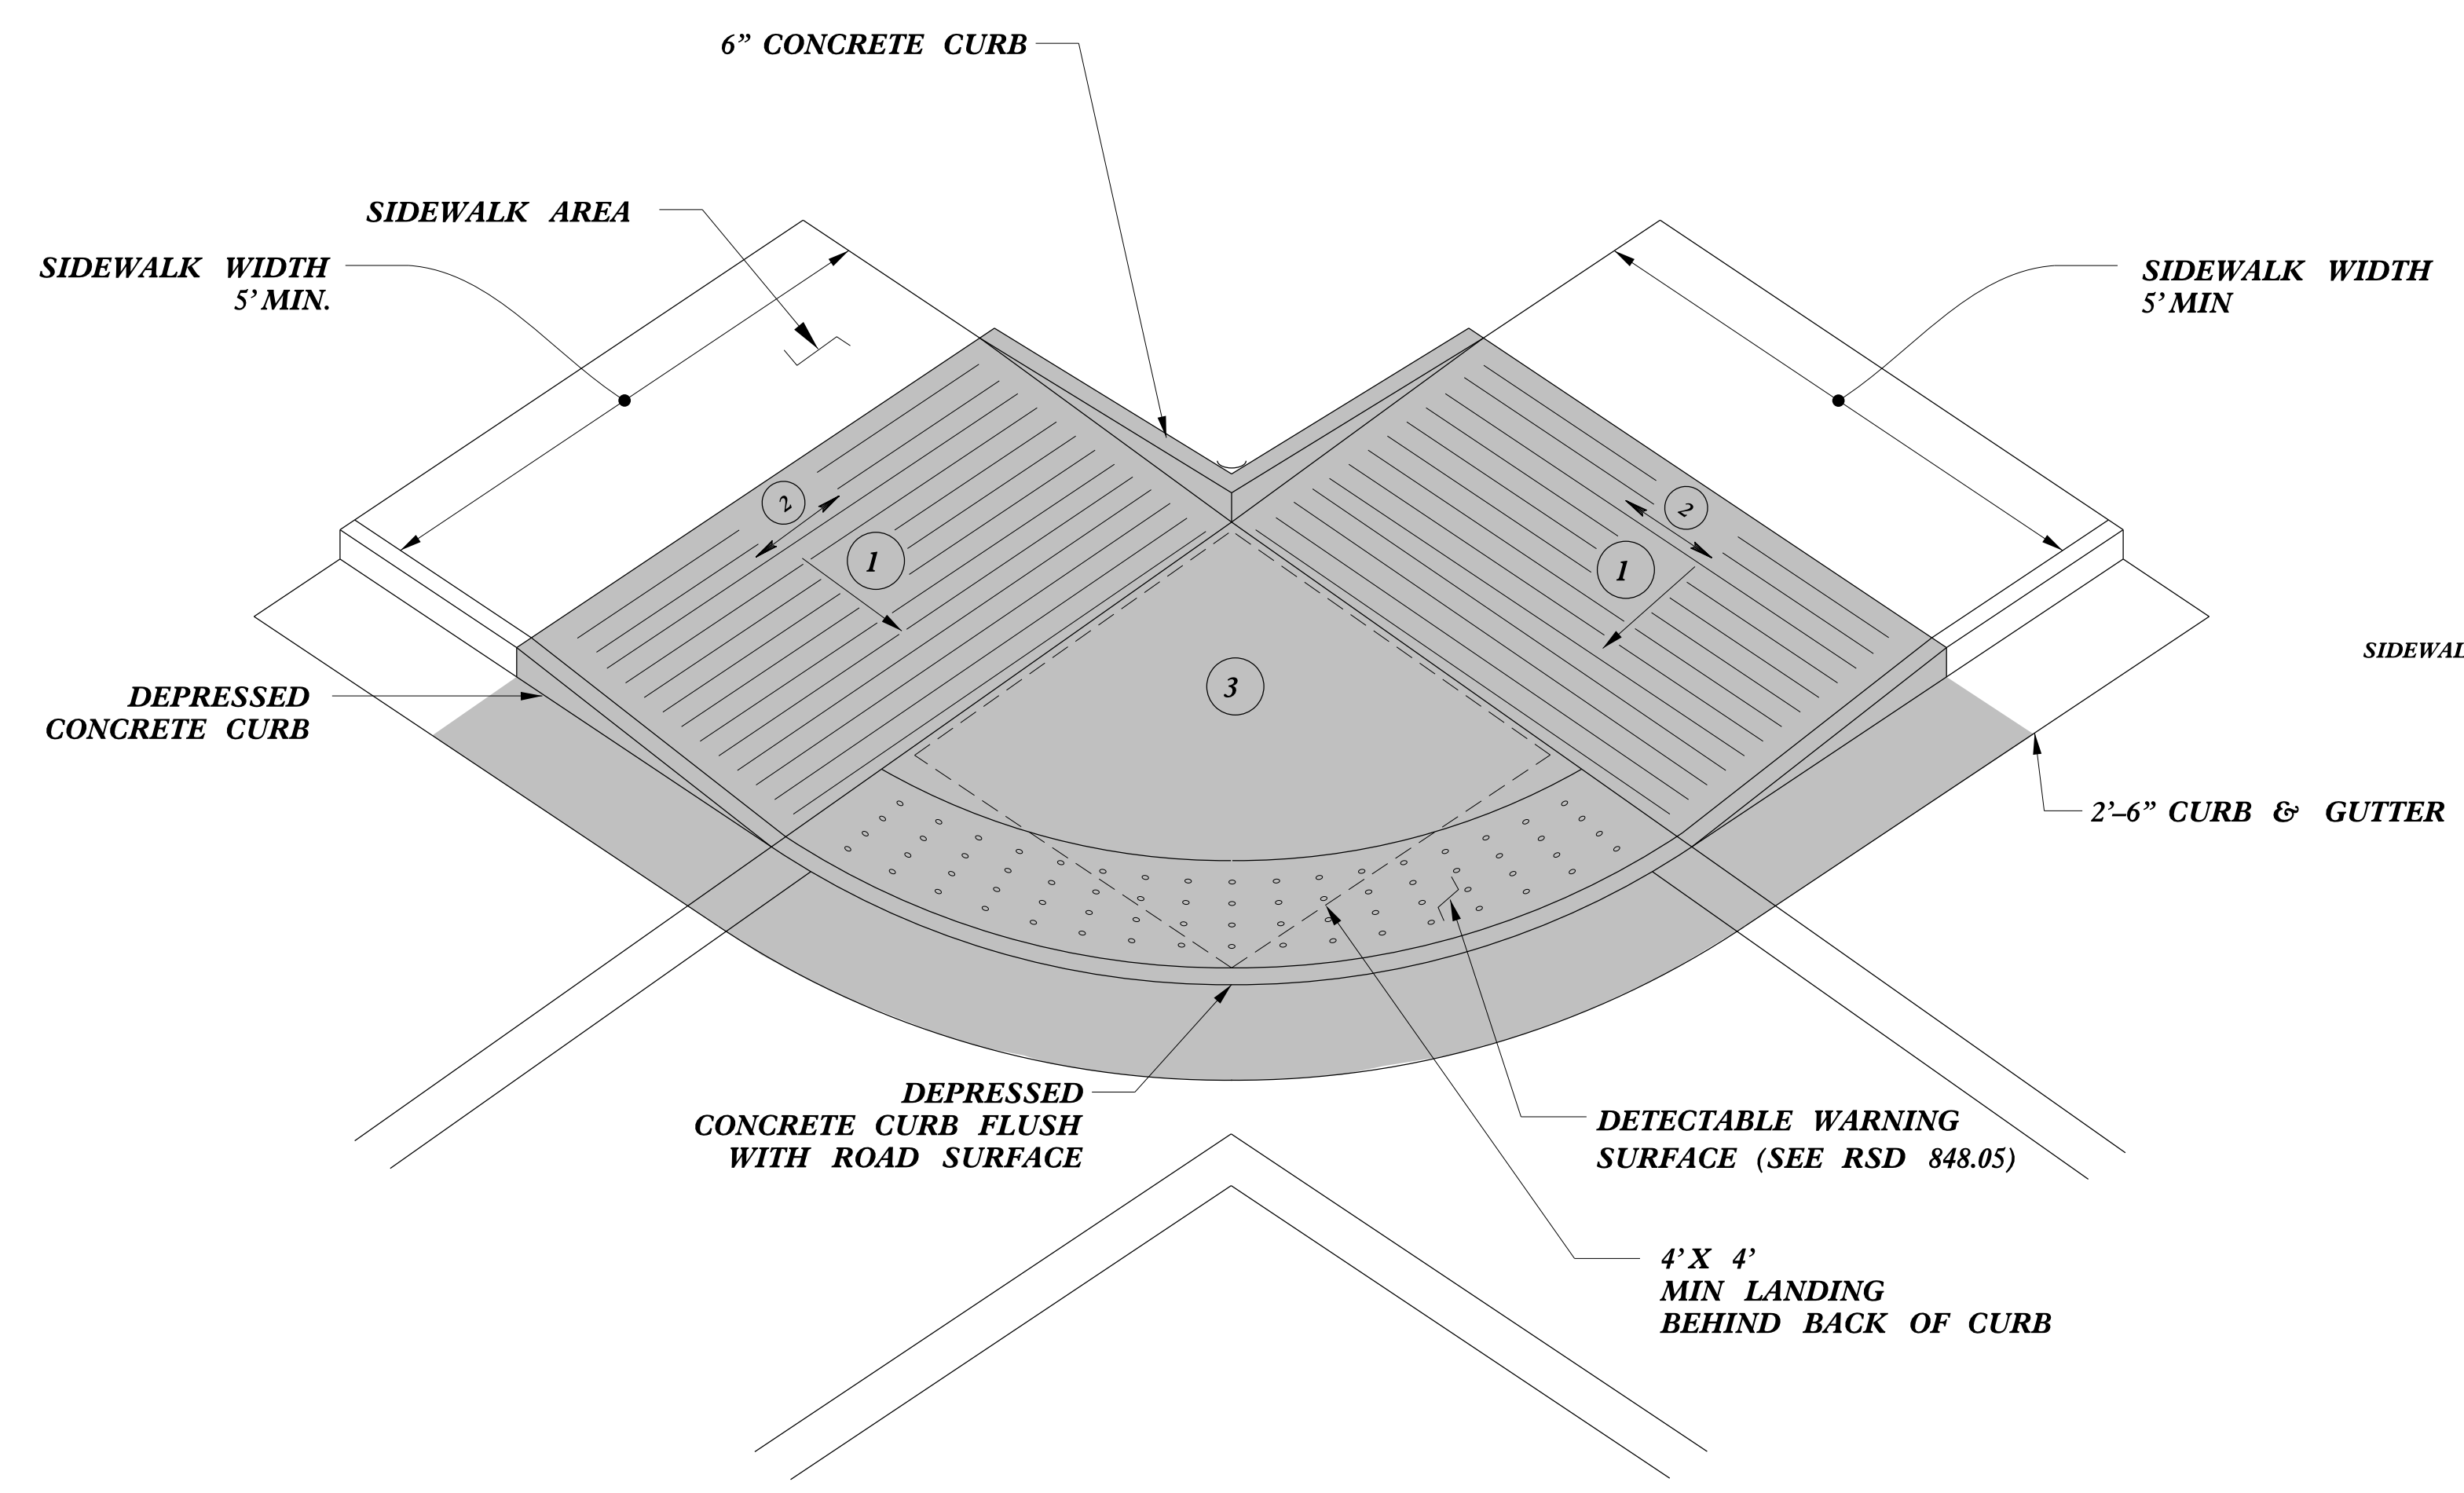 6” CONCRETE CURB
SIDEWALK AREA
SIDEWALK WIDTH
5’ MIN.
SIDEWALK WIDTH
5’ MIN
2
1
2
1
3
DEPRESSED
CONCRETE CURB
2’–6” CURB & GUTTER
DEPRESSED
CONCRETE CURB FLUSH
WITH ROAD SURFACE
DETECTABLE WARNING
SURFACE (SEE RSD 848.05)
4’ X 4’
MIN LANDING
BEHIND BACK OF CURB